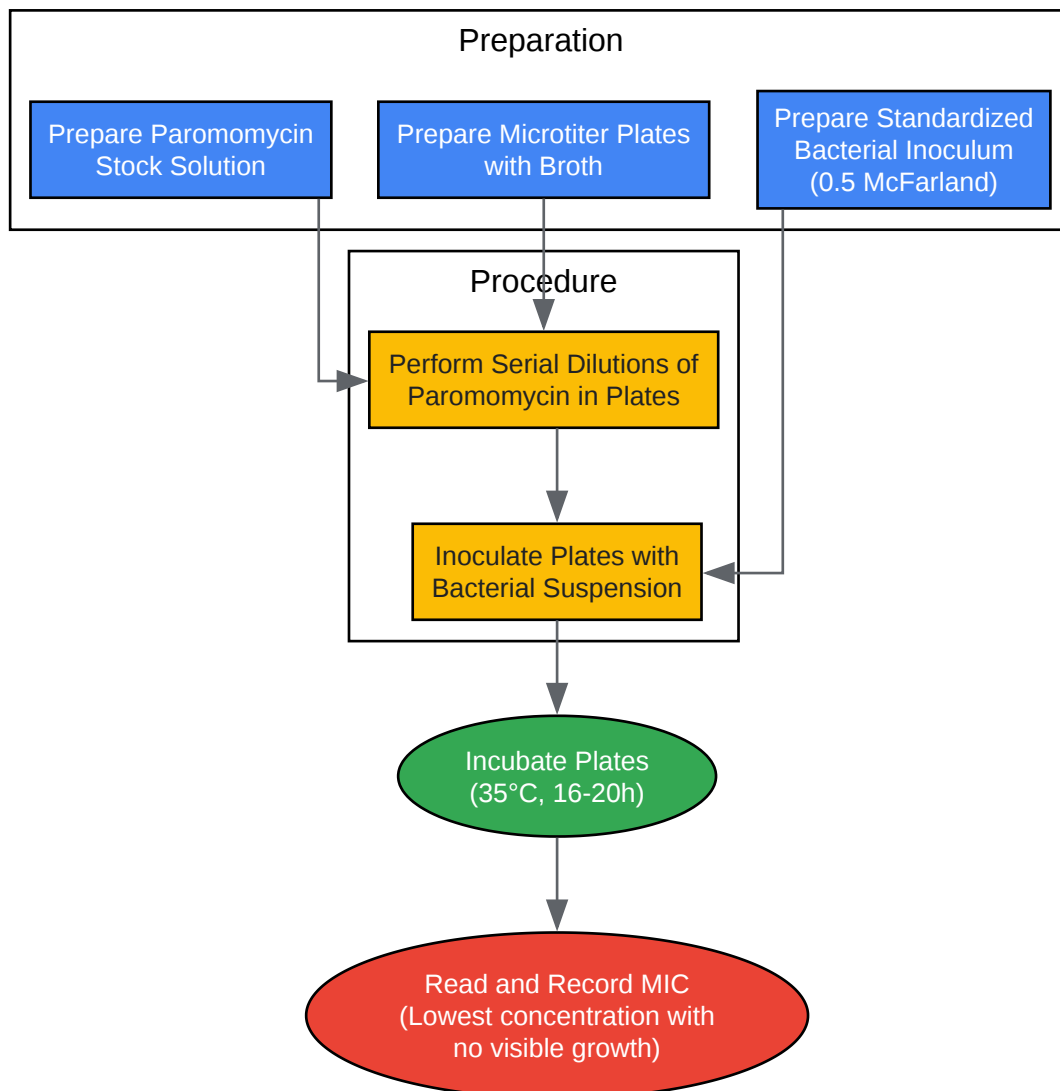 Preparation
Prepare Paromomycin
Stock Solution
Prepare Microtiter Plates
with Broth
Prepare Standardized
Bacterial Inoculum
(0.5 McFarland)
Procedure
Perform Serial Dilutions of
Paromomycin in Plates
Inoculate Plates with
Bacterial Suspension
Incubate Plates
(35°C, 16-20h)
Read and Record MIC
(Lowest concentration with
no visible growth)